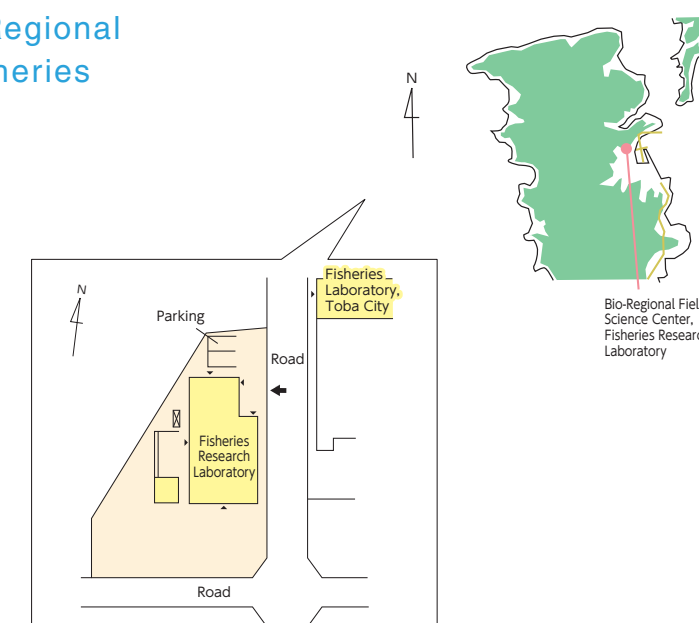 Regional
heries
N
N
Fisheries
Laboratory,
Toba City
Parking
Road
Fisheries
Research
Laboratory
Road
Bio-Regional Fiel
Science Center,
Fisheries Researc
Laboratory